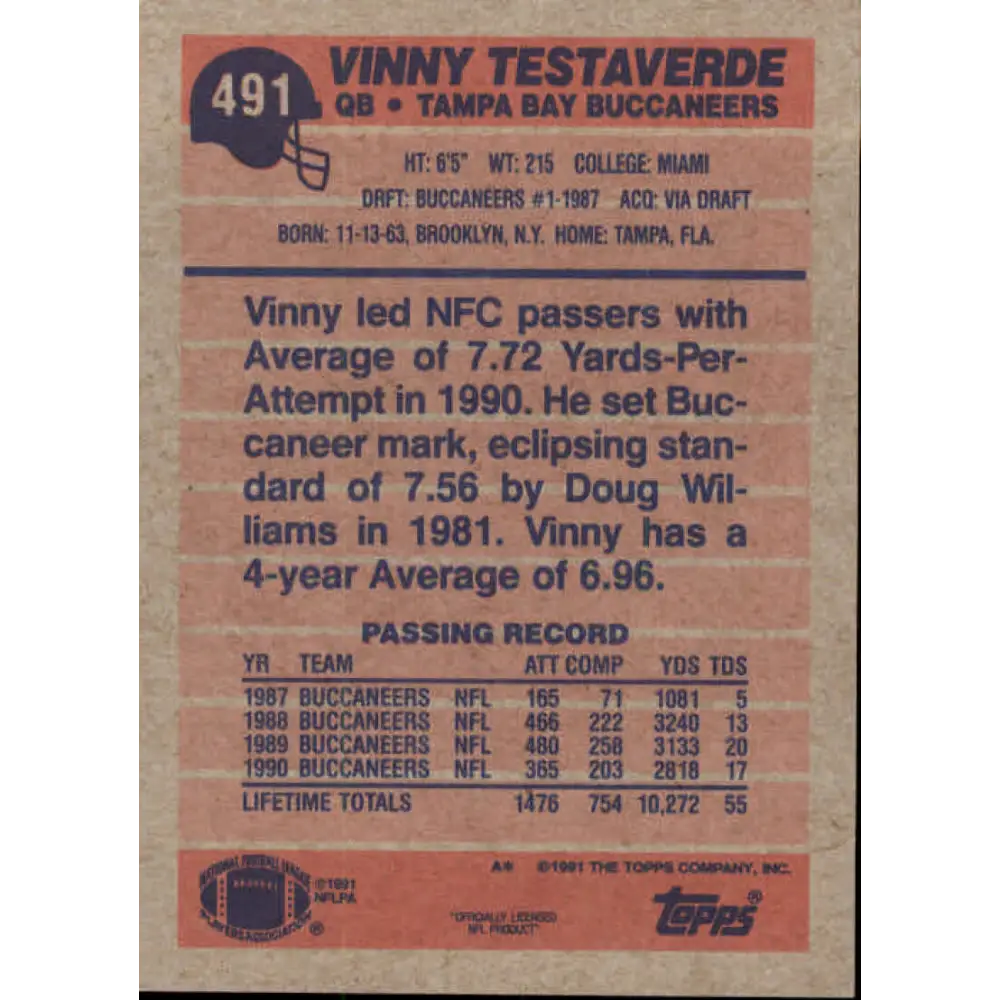 491
VINNY TESTAVERDE
QB • TAMPA BAY BUCCANEERS
HT: 6'5" WT: 215 COLLEGE: MIAMI
DRFT: BUCCANEERS #1-1987 ACQ: VIA DRAFT
BORN: 11-13-63, BROOKLYN, N.Y. HOME: TAMPA, FLA.
Vinny led NFC passers with
Average of 7.72 Yards-Per-
Attempt in 1990. He set Buc-
caneer mark, eclipsing stan-
dard of 7.56 by Doug Wil-
liams in 1981. Vinny has a
4-year Average of 6.96.
PASSING RECORD
YR TEAM ATT COMP YDS TDS
1987 BUCCANEERS NFL 165 71 1081 5
1988 BUCCANEERS NFL 466 222 3240 13
1989 BUCCANEERS NFL 480 258 3133 20
1990 BUCCANEERS NFL 365 203 2818 17
LIFETIME TOTALS 1476 754 10,272 55
A* ©1991 THE TOPPS COMPANY, INC.
NATIONAL FOOTBALL LEAGUE
PLAYERS ASSOCIATION ®
©1991
NFLPA
"OFFICIALLY LICENSED
NFL PRODUCT"
TOPPS®